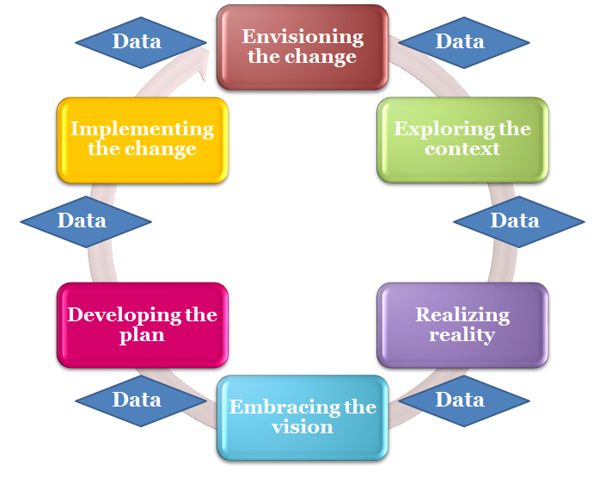 Data
Envisioning
the change
Data
Implementing
the change
Exploring the
context
Data
Data
Developing the
plan
Realizing
reality
Data
Embracing the
vision
Data